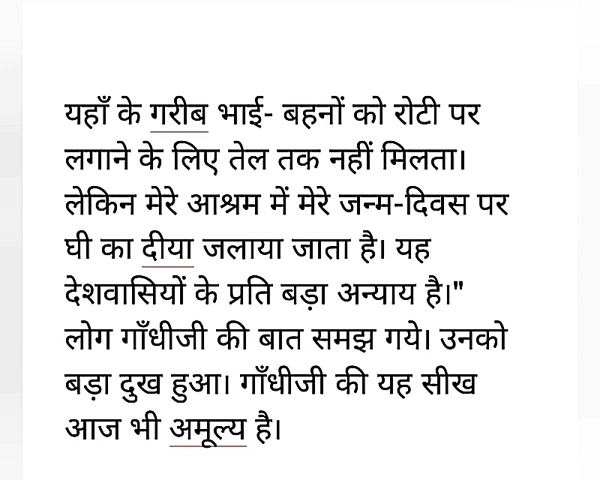 यहाँ के गरीब भाई- बहनों को रोटी पर
लगाने के लिए तेल तक नहीं मिलता।
लेकिन मेरे आश्रम में मेरे जन्म-दिवस पर
घी का दीया जलाया जाता है। यह
देशवासियों के प्रति बड़ा अन्याय है।"
लोग गाँधीजी की बात समझ गये। उनको
बड़ा दुख हुआ। गाँधीजी की यह सीख
आज भी अमूल्य है।